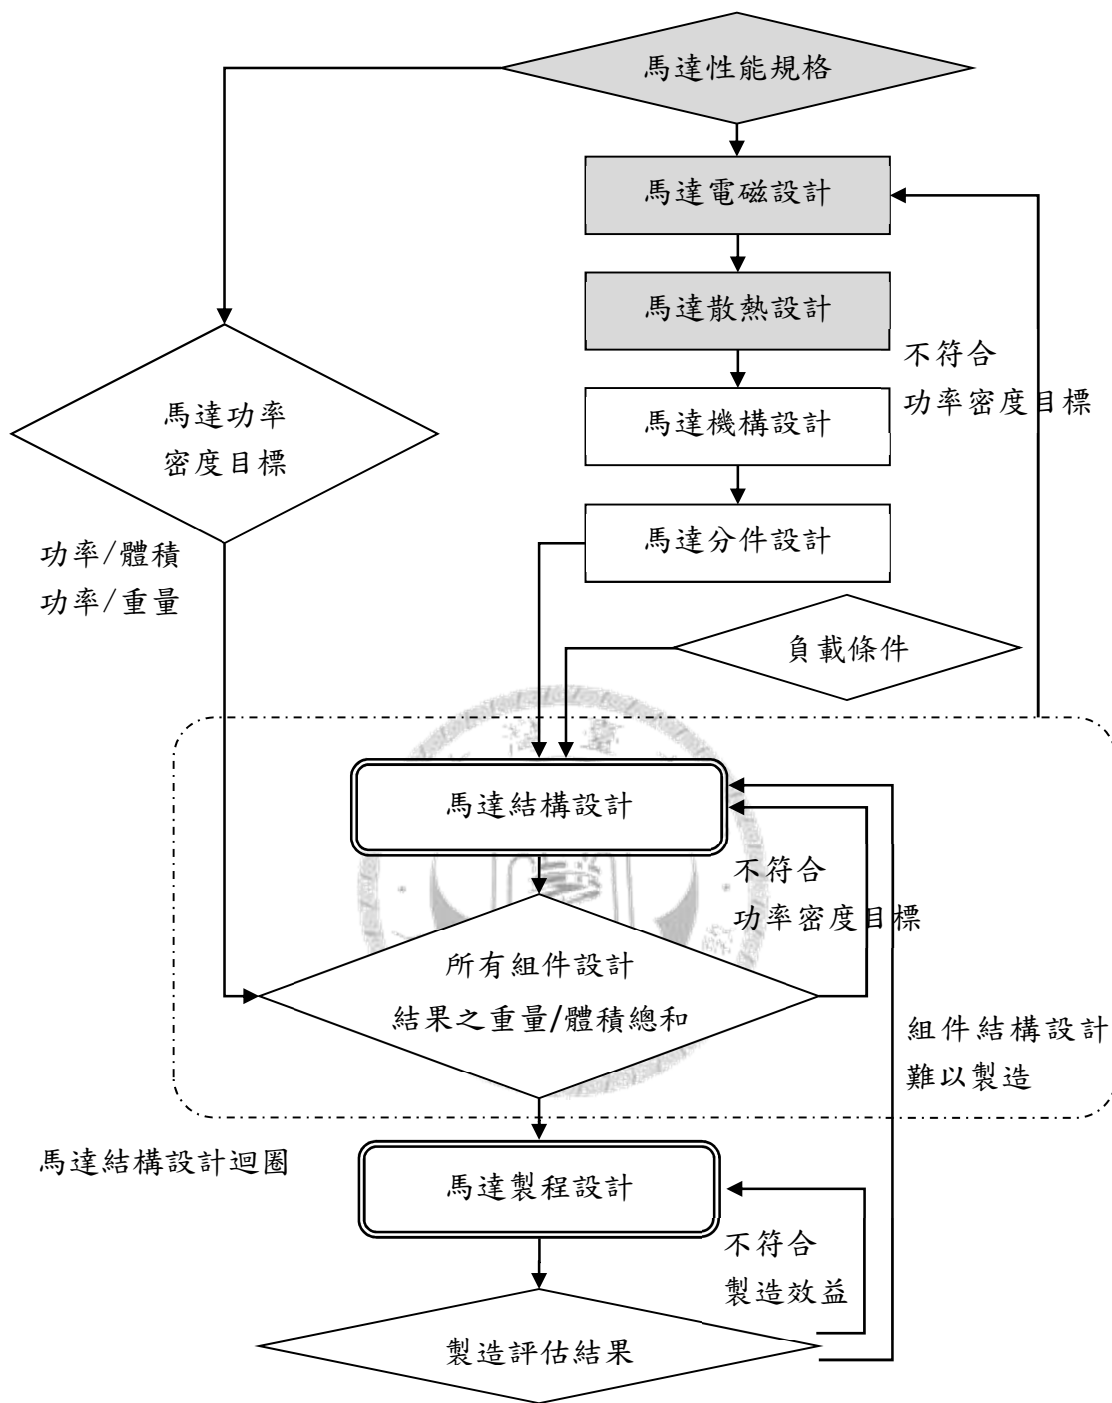 馬達性能規格
馬達電磁設計
馬達散熱設計
不符合
功率密度目標
馬達功率
密度目標
馬達機構設計
馬達分件設計
功率/體積
功率/重量
負載條件
馬達結構設計
不符合
功率密度目標
所有組件設計
結果之重量/體積總和
組件結構設計
難以製造
馬達結構設計迴圈
馬達製程設計
不符合
製造效益
製造評估結果